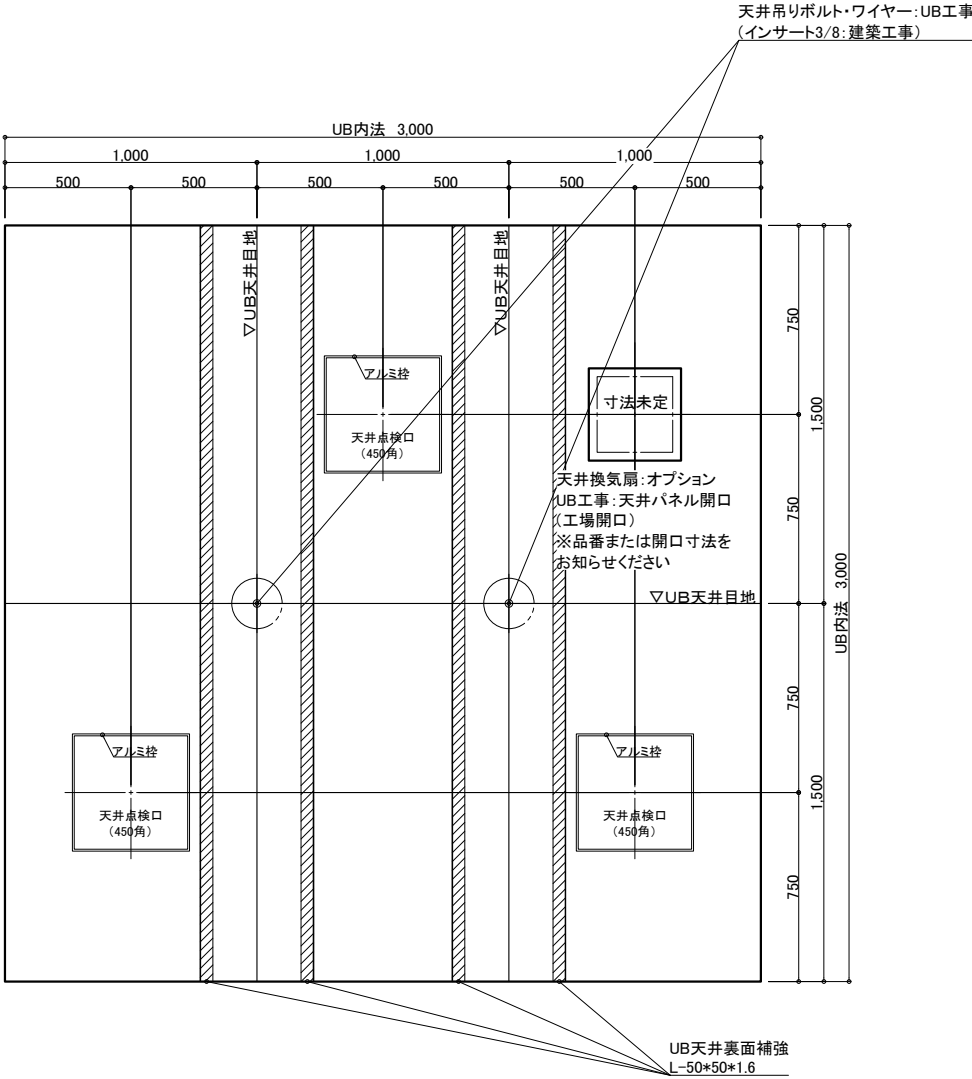 天井吊りボルト・ワイヤー:UB工事
(インサート3/8:建築工事)
UB内法 3,000
1,000
1,000
1,000
500
500
500
500
500
500
▽UB天井目地
▽UB天井目地
750
アルミ枠
天井点検口
(450角)
寸法未定
1,500
天井換気扇:オプション
UB工事:天井パネル開口
(工場開口)
※品番または開口寸法を
お知らせください
750
▽UB天井目地
UB内法 3,000
750
アルミ枠
天井点検口
(450角)
アルミ枠
天井点検口
(450角)
1,500
750
UB天井裏面補強
L-50*50*1.6